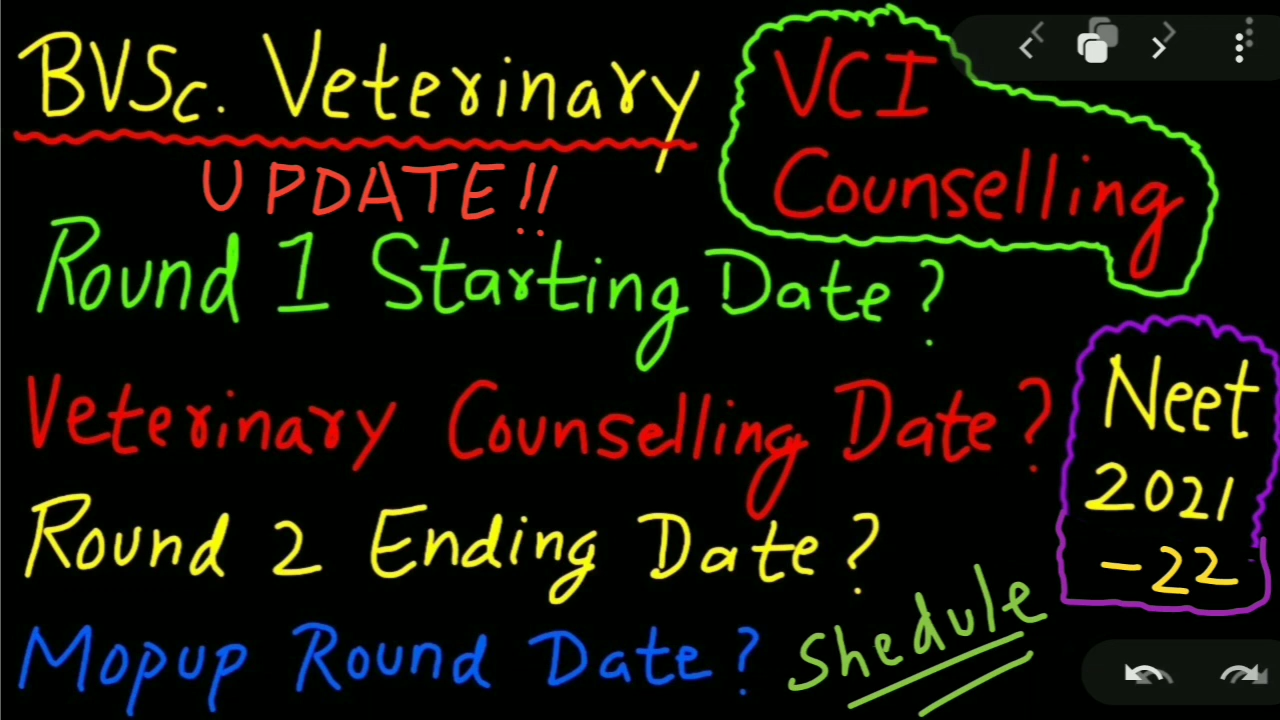 BVSc. Veterinary
UPDATE!!
VCI
Counselling
Round 1 Starting Date?
Veterinary Counselling Date?
Neet
2021
-22
Round 2 Ending Date?
Mopup Round Date?
Shedule